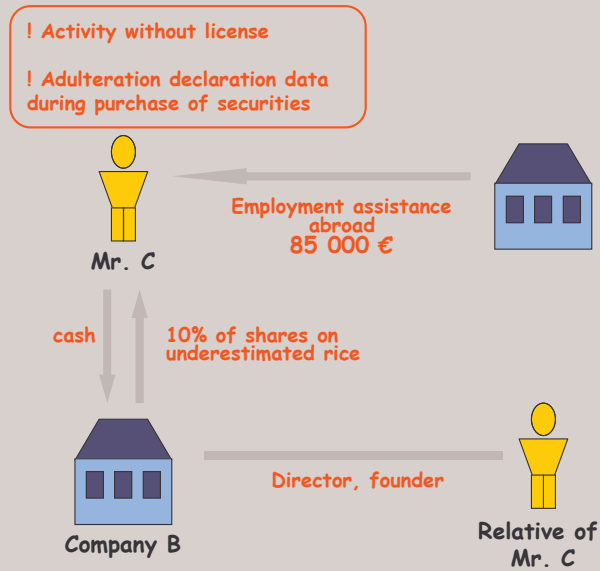 ! Activity without license
! Adulteration declaration data
during purchase of securities
Employment assistance
abroad
85 000 €
Mr. C
cash
10% of shares on
underestimated rice
Director, founder
Company B
Relative of
Mr. C